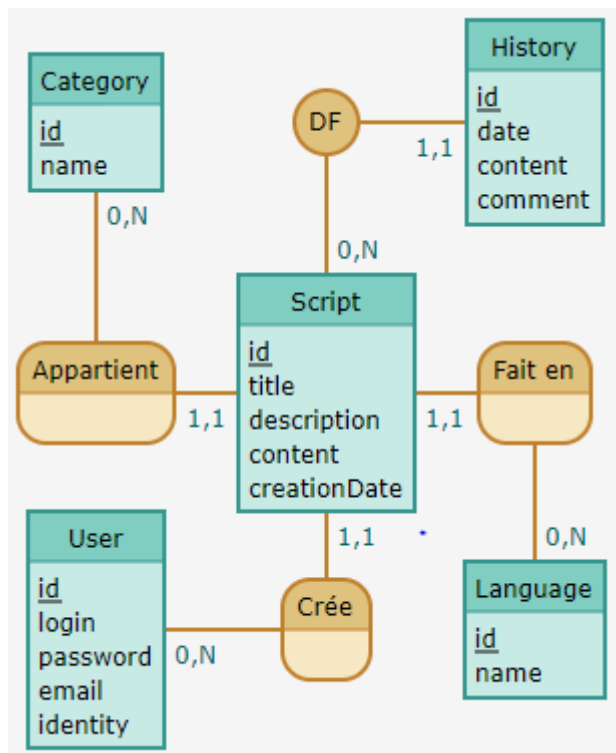 Category
id
name
0,N
DF
0,N
History
id
date
content
comment
1,1
Appartient
1,1
Script
id
title
description
content
creationDate
1,1
Fait en
1,1
0,N
Language
id
name
User
id
login
password
email
identity
0,N
Crée